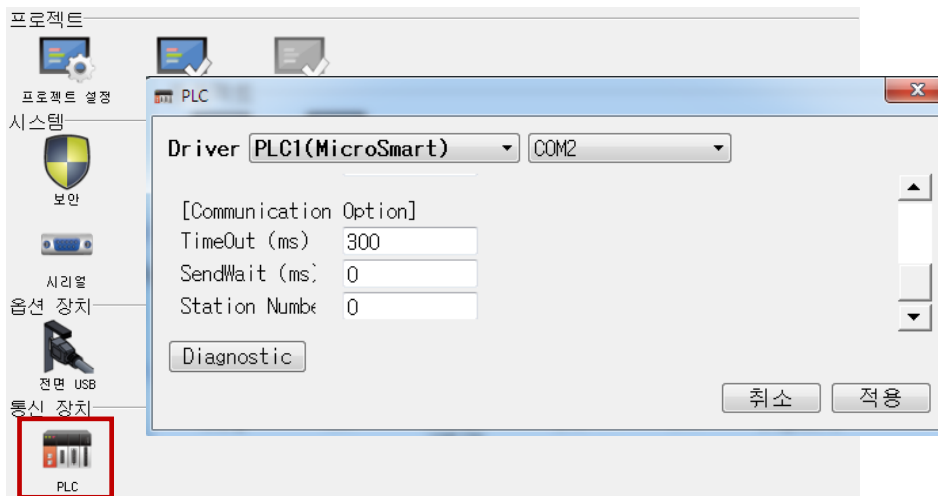 프로젝트
프로젝트 설정
시스템
보안
시리얼
옵션 장치
전면 USB
통신 장치
PLC
PLC
Driver PLC1(MicroSmart) COM2
[Communication Option]
TimeOut (ms) 300
SendWait (ms) 0
Station Numbe 0
Diagnostic
취소 적용